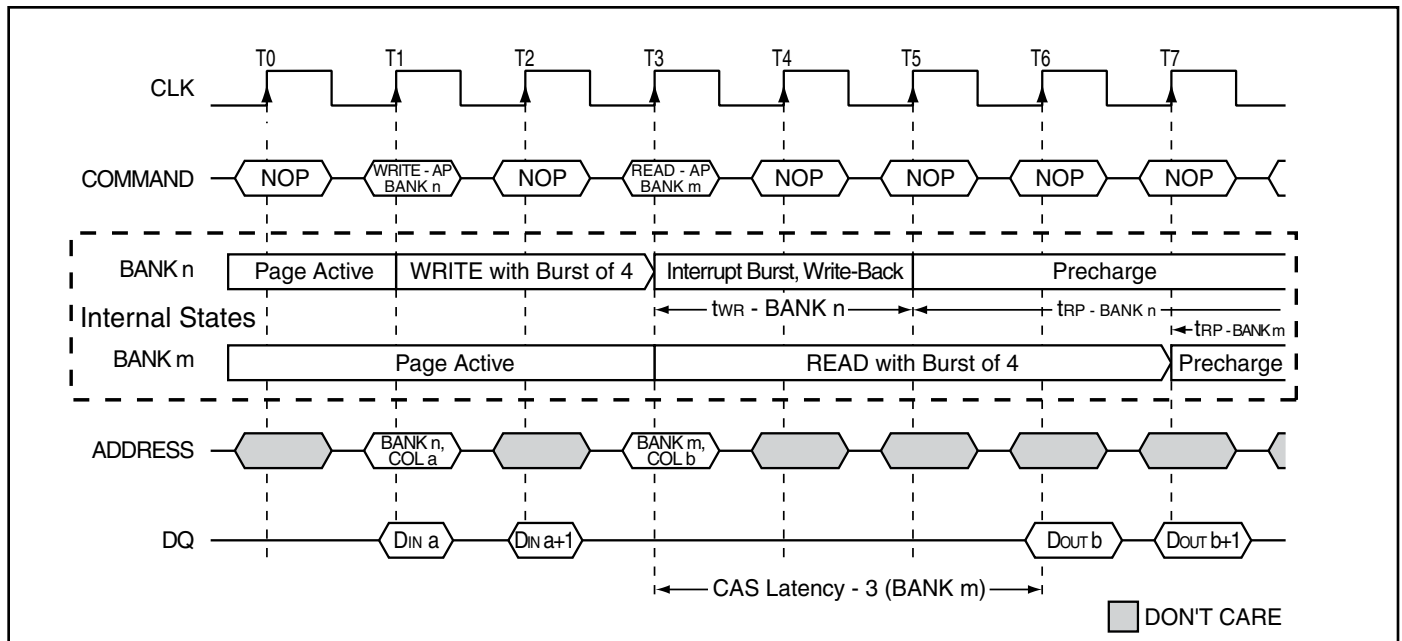 T0 T1 T2 T3 T4 T5 T6 T7
CLK
COMMAND NOP WRITE - AP BANK n NOP READ - AP BANK m NOP NOP NOP NOP
BANK n Page Active WRITE with Burst of 4 Interrupt Burst, Write-Back Precharge
tWR - BANK n tRP - BANK n
Internal States
tRP - BANK m
BANK m Page Active READ with Burst of 4 Precharge
ADDRESS BANK n, COL a BANK m, COL b
DQ DIN a DIN a+1 DOUT b DOUT b+1
CAS Latency - 3 (BANK m)
DON'T CARE